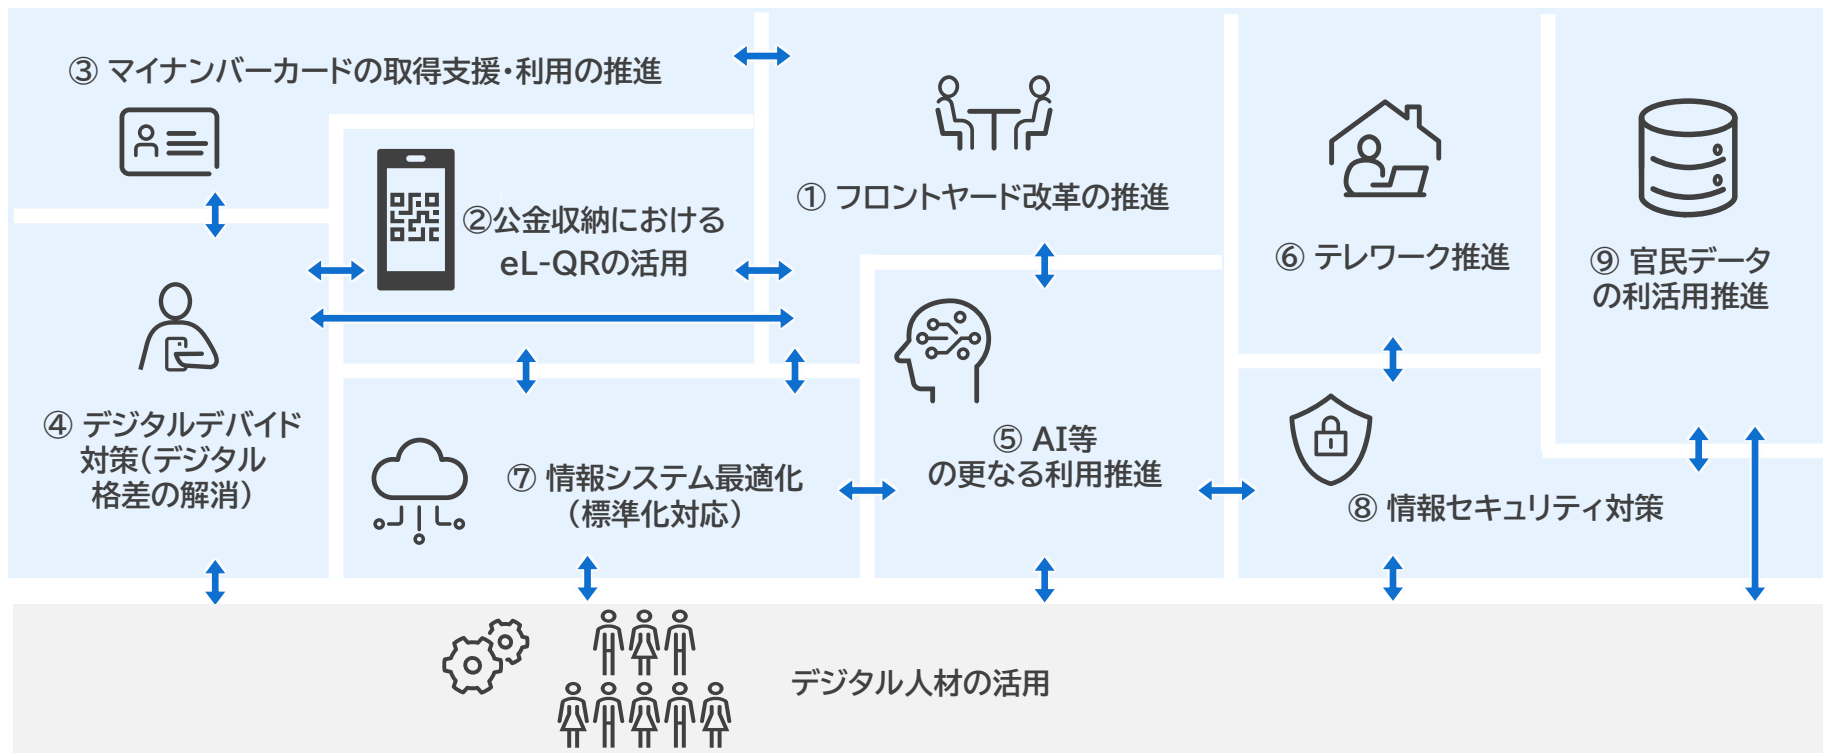 ③ マイナンバーカードの取得支援・利用の推進
②公金収納における
eL-QRの活用
① フロントヤード改革の推進
⑥ テレワーク推進
⑨ 官民データ
の利活用推進
④ デジタルデバイド
対策（デジタル
格差の解消）
⑦ 情報システム最適化
（標準化対応）
⑤ AI等
の更なる利用推進
⑧ 情報セキュリティ対策
デジタル人材の活用